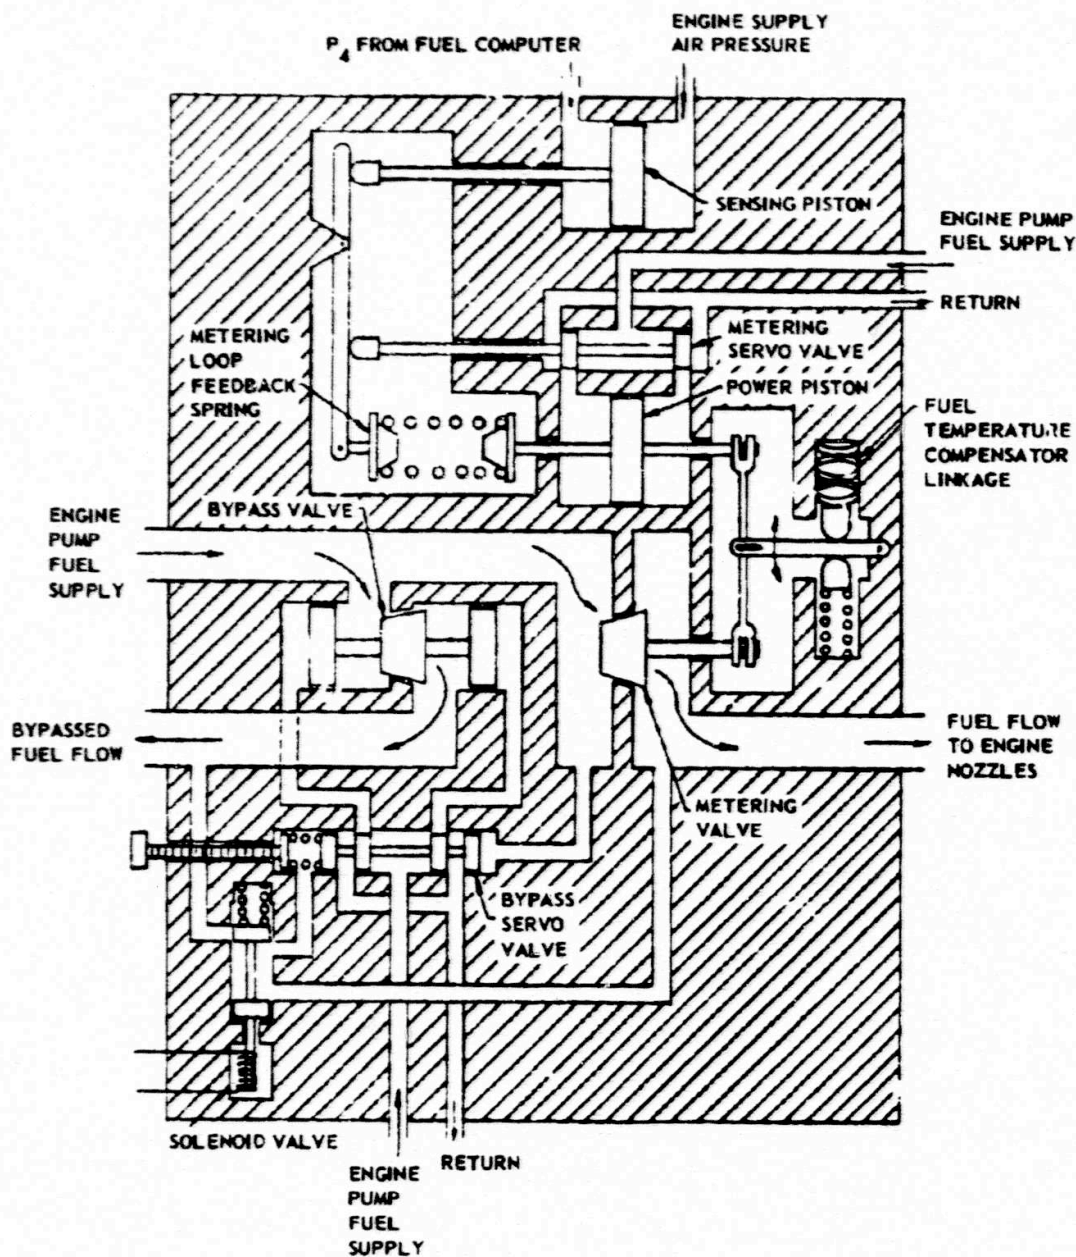 ENGINE SUPPLY
AIR PRESSURE
P4 FROM FUEL COMPUTER
SENSING PISTON
ENGINE PUMP
FUEL SUPPLY
RETURN
METERING
LOOP
FEEDBACK
SPRING
METERING
SERVO VALVE
POWER PISTON
FUEL
TEMPERATURE
COMPENSATOR
LINKAGE
BYPASS VALVE
ENGINE
PUMP
FUEL
SUPPLY
BYPASSED
FUEL FLOW
FUEL FLOW
TO ENGINE
NOZZLES
METERING
VALVE
BYPASS
SERVO
VALVE
SOLENOID VALVE
RETURN
ENGINE
PUMP
FUEL
SUPPLY